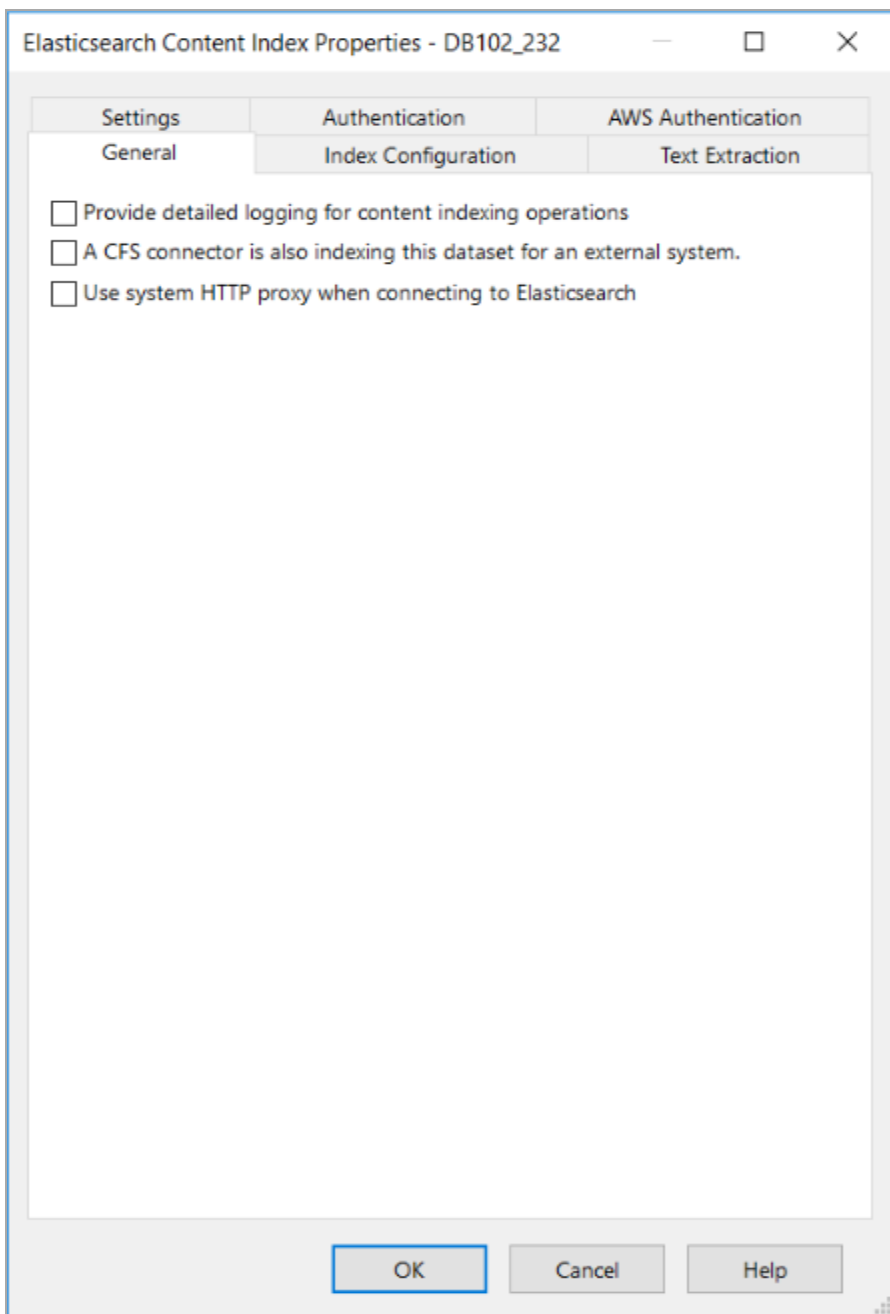 Elasticsearch Content Index Properties - DB102_232
Settings Authentication AWS Authentication
General Index Configuration Text Extraction
Provide detailed logging for content indexing operations
A CFS connector is also indexing this dataset for an external system.
Use system HTTP proxy when connecting to Elasticsearch
OK Cancel Help